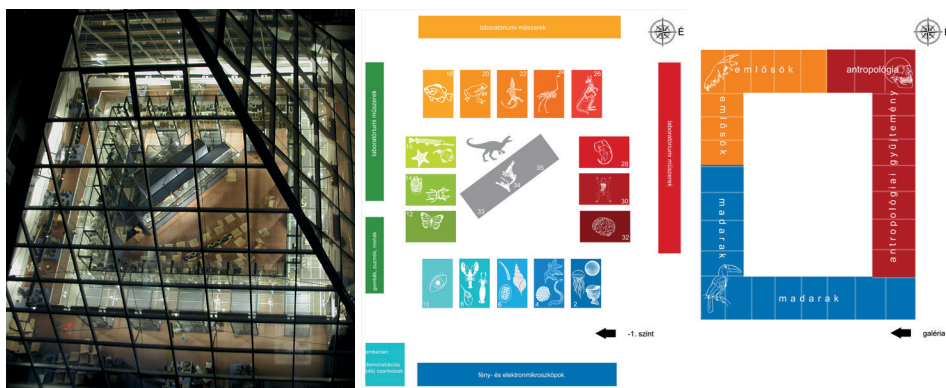 laboratóriumi műszerek
É
laboratóriumi műszerek
gombák, zuzmók, mohák
laboratóriumi műszerek
18
20
22
26
28
30
32
33
34
35
12
10
8
6
4
2
-1. szint
fény- és elektronmikroszkópok
emlősök
antropológia
emlősök
madarak
antropológiai gyűjtemény
madarak
galéria